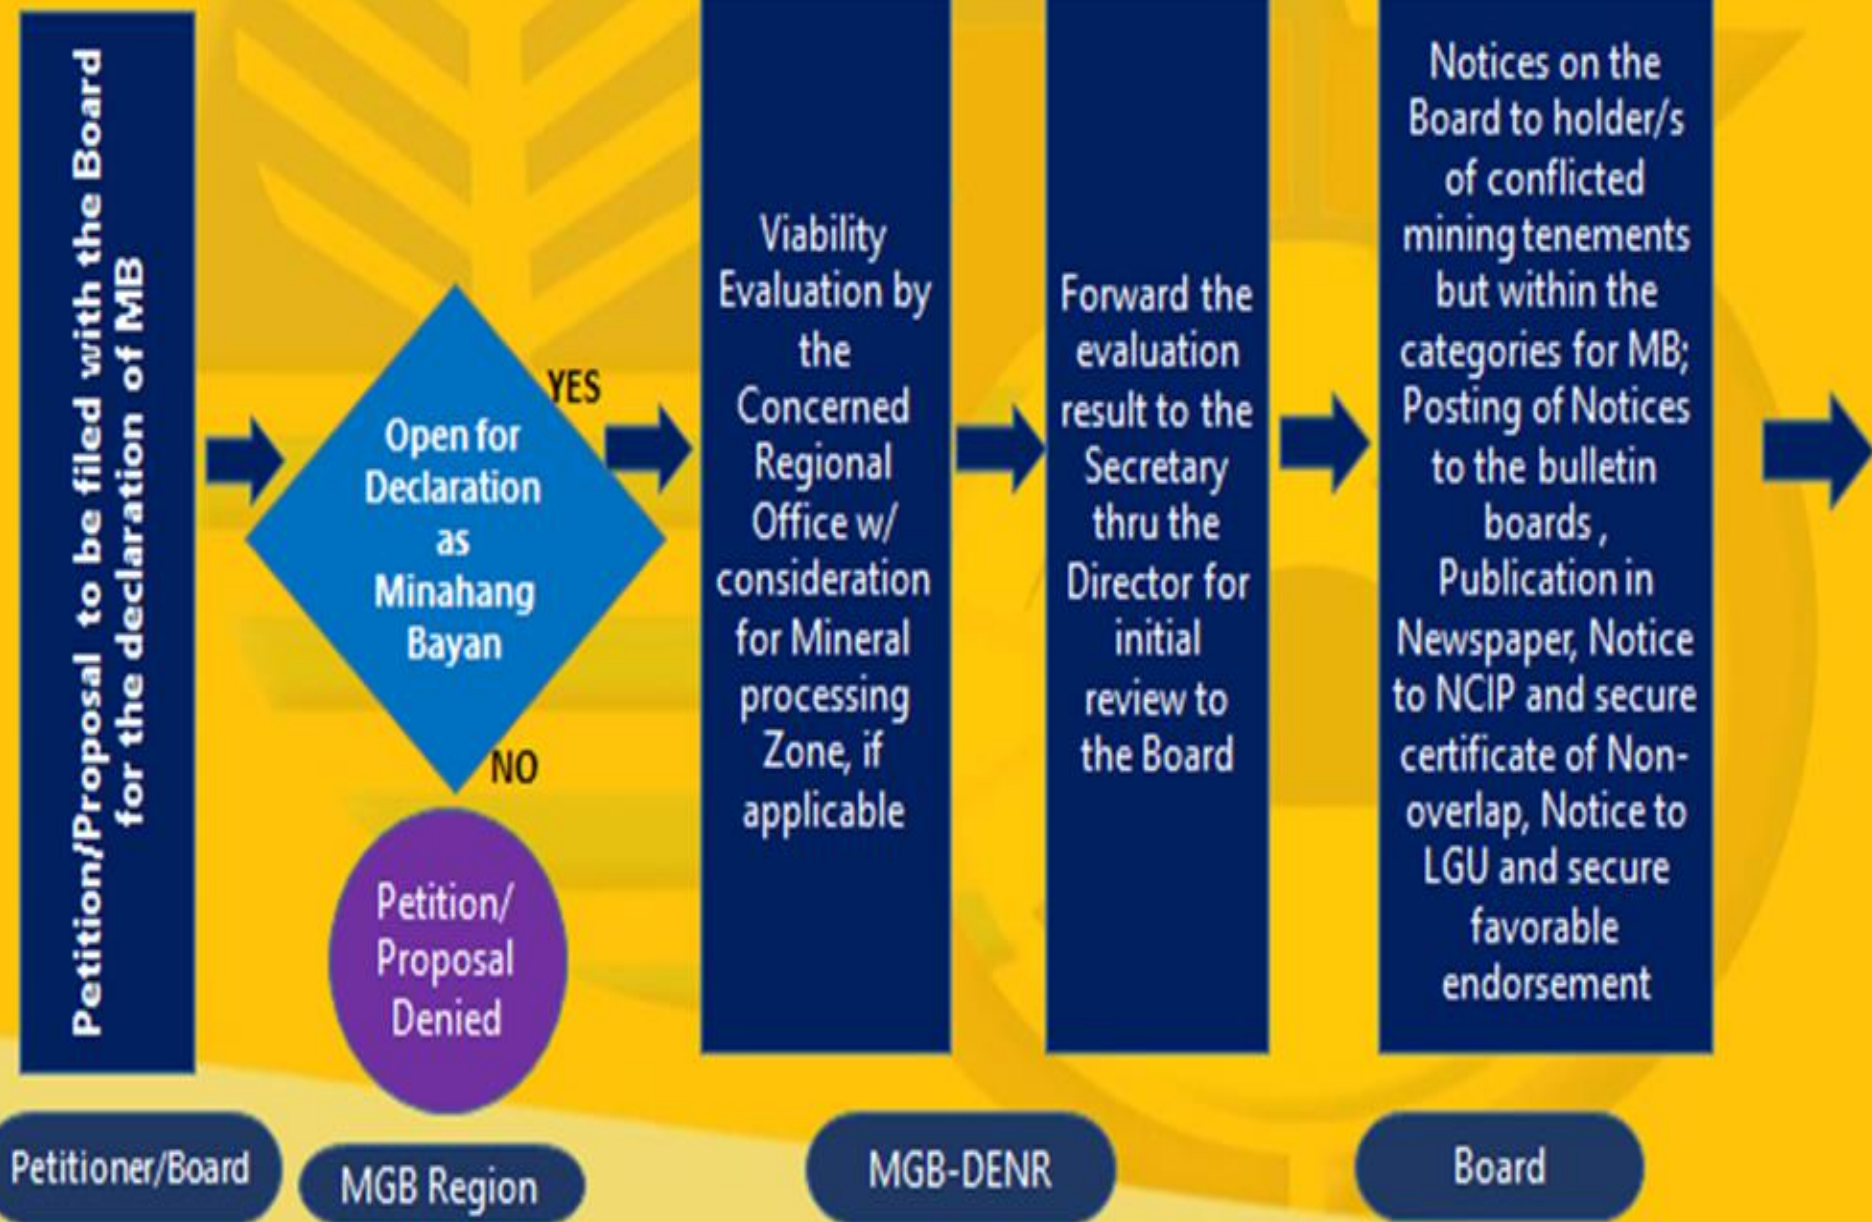 Petition/Proposal to be filed with the Board
for the declaration of MB
Open for
Declaration
as
Minahang
Bayan
YES
NO
Petition/
Proposal
Denied
Viability
Evaluation by
the
Concerned
Regional
Office w/
consideration
for Mineral
processing
Zone, if
applicable
Forward the
evaluation
result to the
Secretary
thru the
Director for
initial
review to
the Board
Notices on the
Board to holder/s
of conflicted
mining tenements
but within the
categories for MB;
Posting of Notices
to the bulletin
boards ,
Publication in
Newspaper, Notice
to NCIP and secure
certificate of Non-
overlap, Notice to
LGU and secure
favorable
endorsement
Petitioner/Board
MGB Region
MGB-DENR
Board